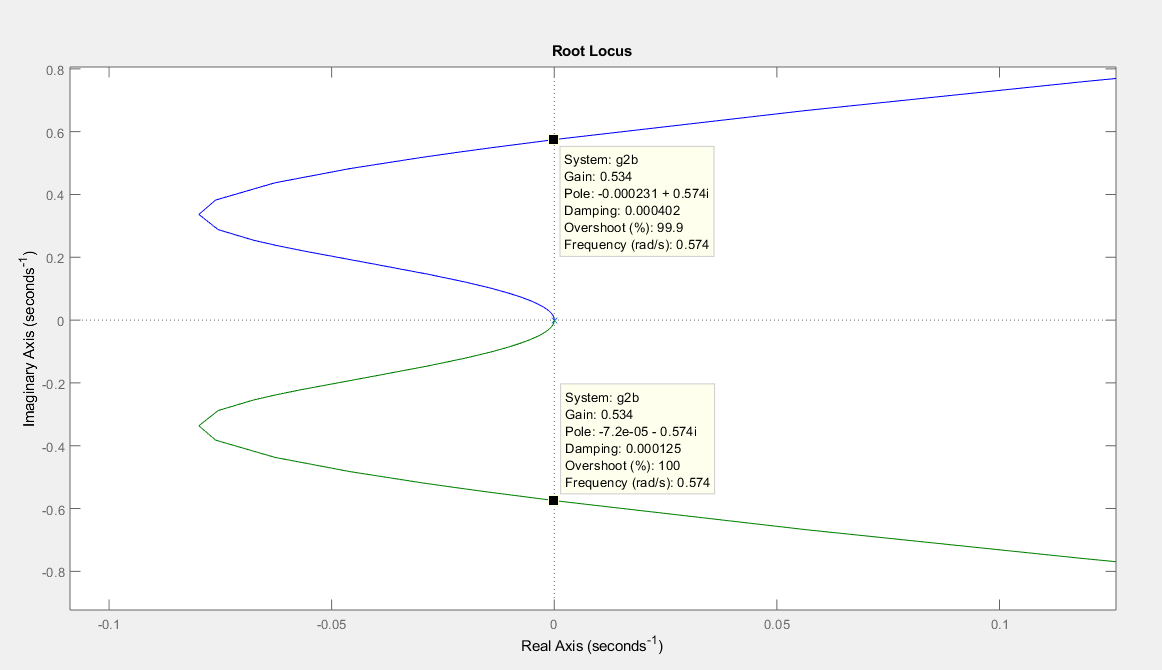 Root Locus
0.8
0.6
0.4
0.2
0
-0.2
-0.4
-0.6
-0.8
Imaginary Axis (seconds⁻¹)
System: g2b
Gain: 0.534
Pole: -0.000231 + 0.574i
Damping: 0.000402
Overshoot (%): 99.9
Frequency (rad/s): 0.574
System: g2b
Gain: 0.534
Pole: -7.2e-05 - 0.574i
Damping: 0.000125
Overshoot (%): 100
Frequency (rad/s): 0.574
-0.1 -0.05 0 0.05 0.1
Real Axis (seconds⁻¹)